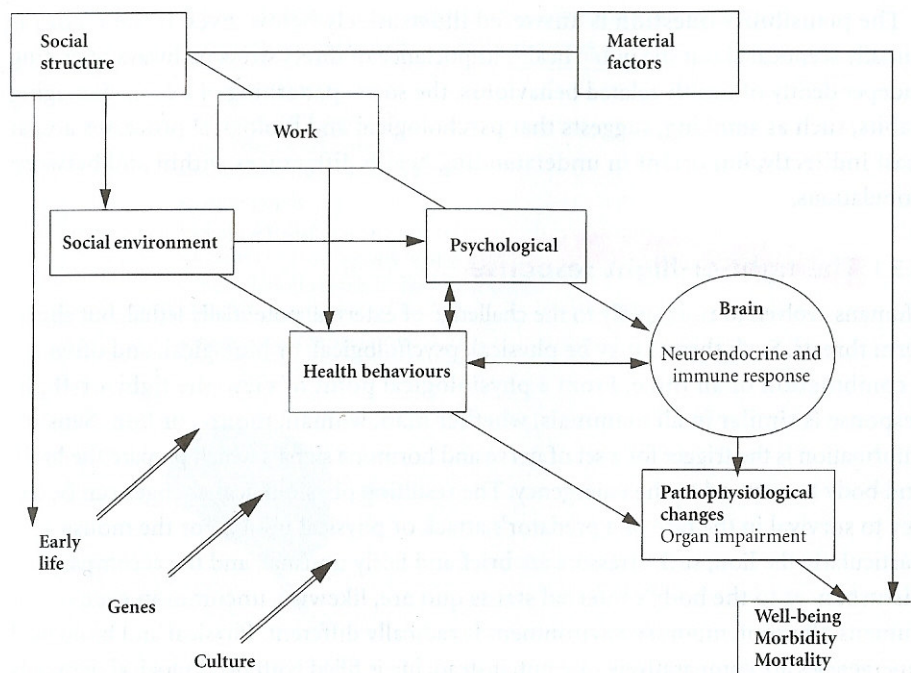 Social
structure
Material
factors
Work
Social environment
Psychological
Health behaviours
Brain
Neuroendocrine and
immune response
Pathophysiological
changes
Organ impairment
Early
life
Genes
Culture
Well-being
Morbidity
Mortality